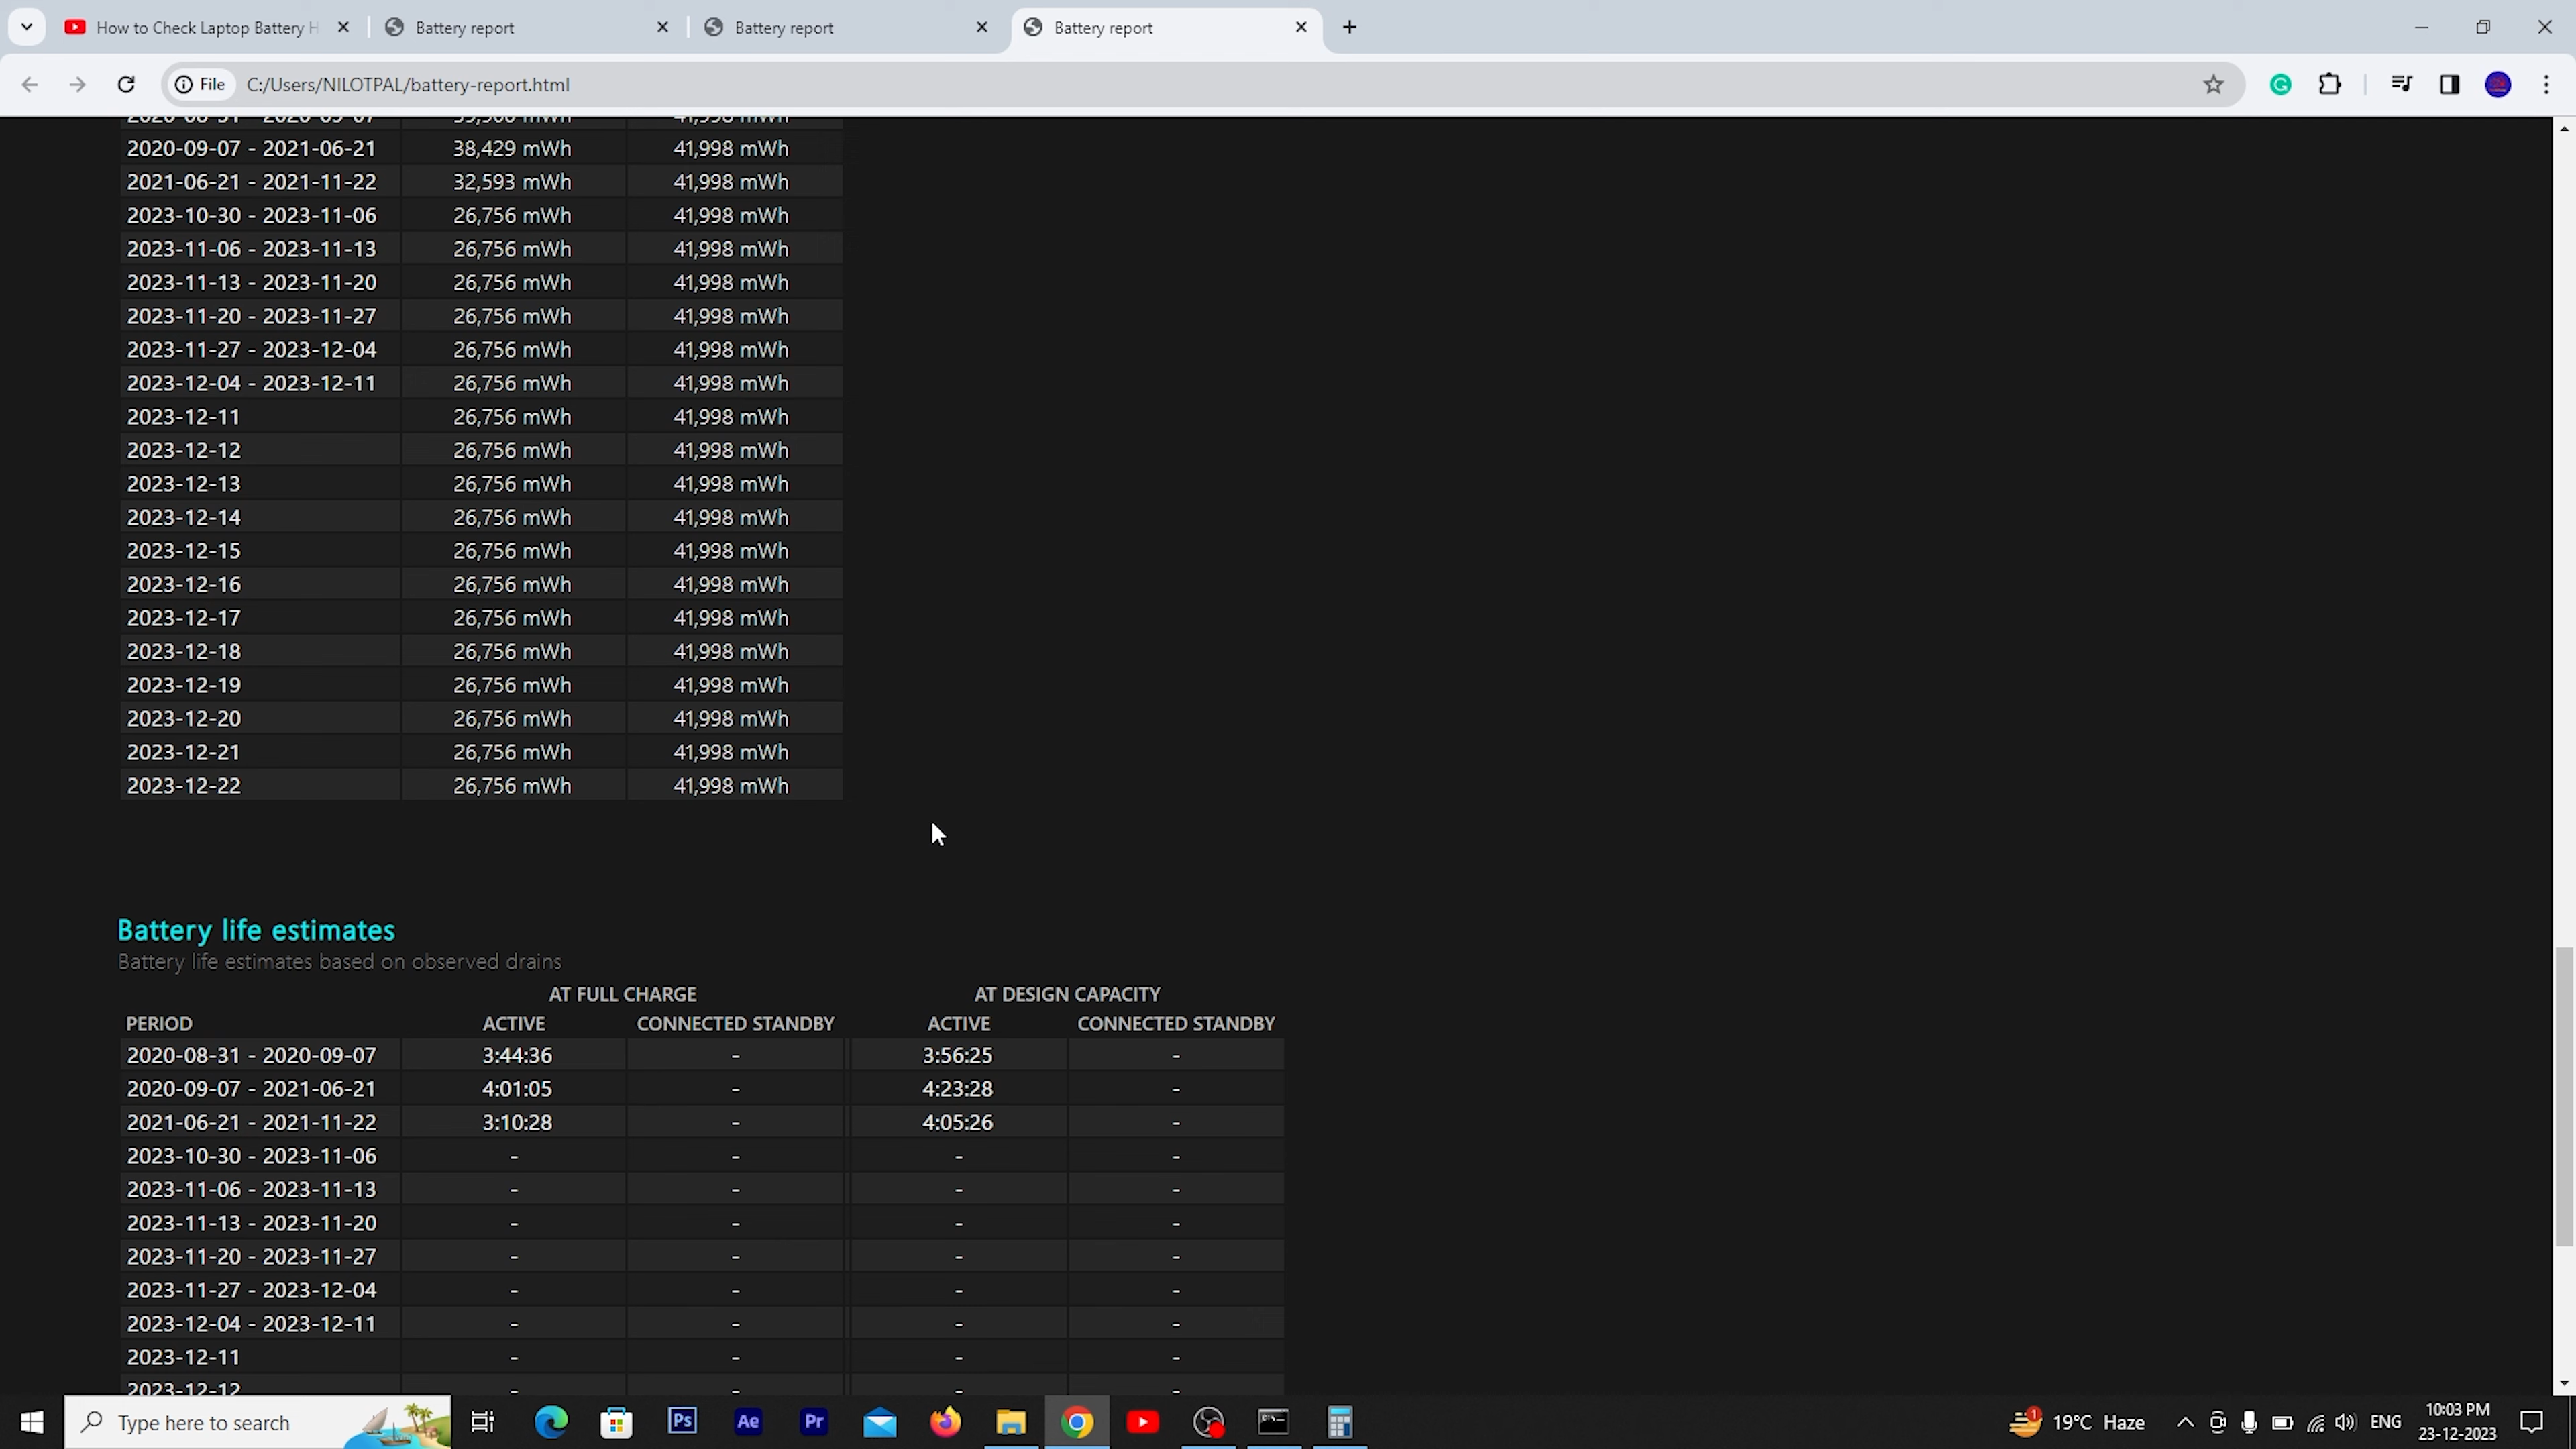 How to Check Laptop Battery H
Battery report
Battery report
Battery report
File C:/Users/NILOTPAL/battery-report.html
2020-09-07 - 2021-06-21 38,429 mWh 41,998 mWh
2021-06-21 - 2021-11-22 32,593 mWh 41,998 mWh
2023-10-30 - 2023-11-06 26,756 mWh 41,998 mWh
2023-11-06 - 2023-11-13 26,756 mWh 41,998 mWh
2023-11-13 - 2023-11-20 26,756 mWh 41,998 mWh
2023-11-20 - 2023-11-27 26,756 mWh 41,998 mWh
2023-11-27 - 2023-12-04 26,756 mWh 41,998 mWh
2023-12-04 - 2023-12-11 26,756 mWh 41,998 mWh
2023-12-11 26,756 mWh 41,998 mWh
2023-12-12 26,756 mWh 41,998 mWh
2023-12-13 26,756 mWh 41,998 mWh
2023-12-14 26,756 mWh 41,998 mWh
2023-12-15 26,756 mWh 41,998 mWh
2023-12-16 26,756 mWh 41,998 mWh
2023-12-17 26,756 mWh 41,998 mWh
2023-12-18 26,756 mWh 41,998 mWh
2023-12-19 26,756 mWh 41,998 mWh
2023-12-20 26,756 mWh 41,998 mWh
2023-12-21 26,756 mWh 41,998 mWh
2023-12-22 26,756 mWh 41,998 mWh
Battery life estimates
Battery life estimates based on observed drains
AT FULL CHARGE AT DESIGN CAPACITY
PERIOD ACTIVE CONNECTED STANDBY ACTIVE CONNECTED STANDBY
2020-08-31 - 2020-09-07 3:44:36 - 3:56:25 -
2020-09-07 - 2021-06-21 4:01:05 - 4:23:28 -
2021-06-21 - 2021-11-22 3:10:28 - 4:05:26 -
2023-10-30 - 2023-11-06 - - - -
2023-11-06 - 2023-11-13 - - - -
2023-11-13 - 2023-11-20 - - - -
2023-11-20 - 2023-11-27 - - - -
2023-11-27 - 2023-12-04 - - - -
2023-12-04 - 2023-12-11 - - - -
2023-12-11 - - - -
2023-12-12 - - - -
Type here to search
Ps
Ae
Pr
1
19°C Haze
ENG
10:03 PM
23-12-2023